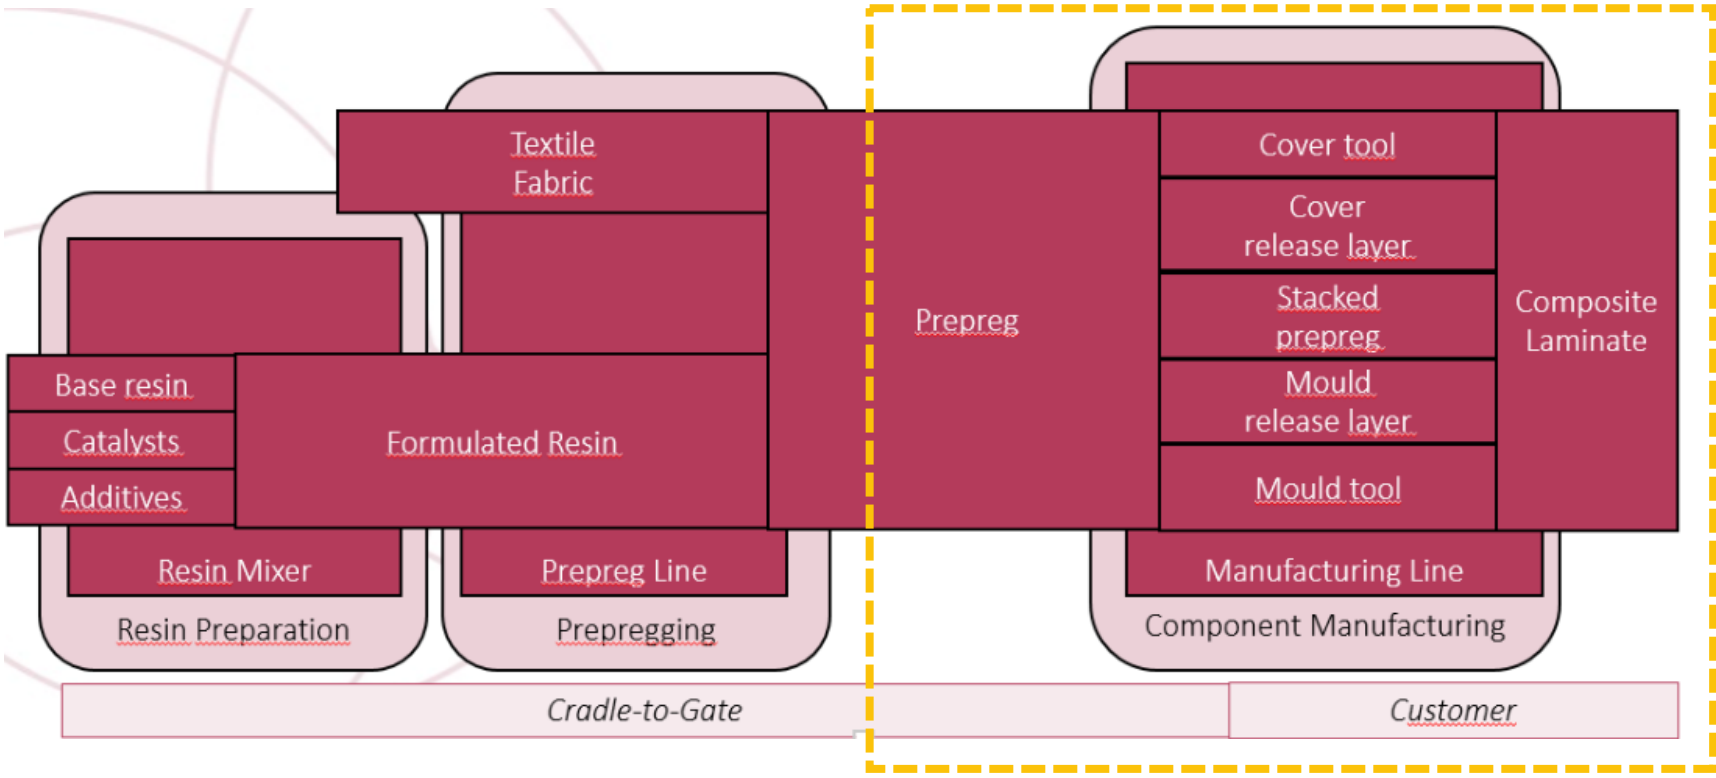 Textile
Fabric
Base resin
Catalysts
Additives
Formulated Resin
Resin Mixer
Resin Preparation
Prepreg Line
Prepregging
Prepreg
Cover tool
Cover
release layer
Stacked
prepreg
Mould
release layer
Mould tool
Manufacturing Line
Component Manufacturing
Composite
Laminate
Cradle-to-Gate
Customer